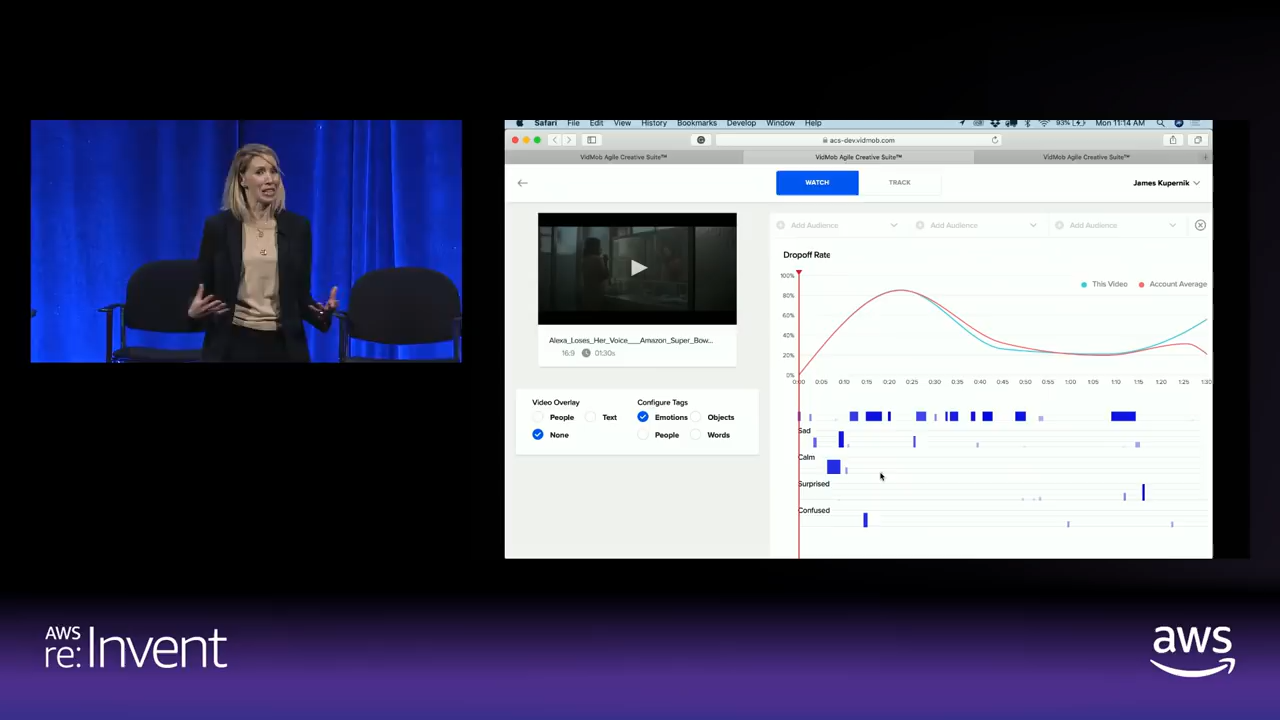 Safari File Edit View History Bookmarks Develop Window Help 93% Mon 11:14 AM
acs-dev.vidmob.com
VidMob Agile Creative Suite™ VidMob Agile Creative Suite™ VidMob Agile Creative Suite™
WATCH TRACK James Kupernik
Add Audience Add Audience Add Audience
Dropoff Rate
This Video Account Average
100%
80%
60%
40%
20%
0%
0:00 0:05 0:10 0:15 0:20 0:25 0:30 0:35 0:40 0:45 0:50 0:55 1:00 1:05 1:10 1:15 1:20 1:25 1:30
Alexa_Loses_Her_Voice___Amazon_Super_Bow...
16:9 01:30s
Video Overlay
People Text
None
Configure Tags
Emotions Objects
People Words
Sad
Calm
Surprised
Confused
AWS
re:Invent
aws